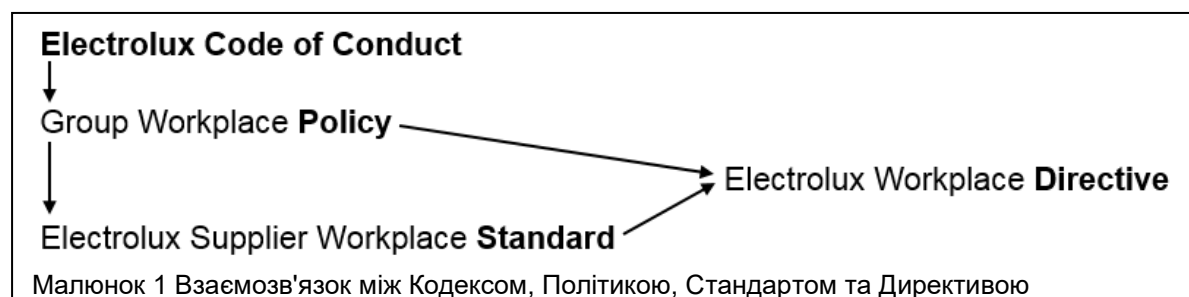 Electrolux Code of Conduct
Group Workplace Policy
Electrolux Workplace Directive
Electrolux Supplier Workplace Standard
Малюнок 1 Взаємозв'язок між Кодексом, Політикою, Стандартом та Директивою